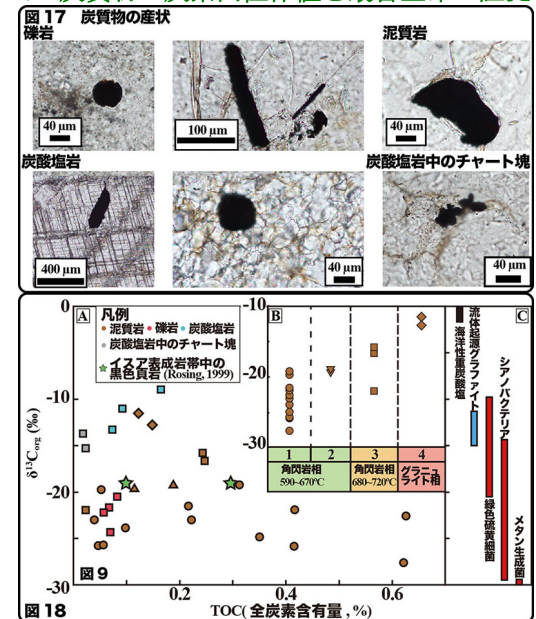 図17 炭質物の産状
礫岩
泥質岩
40 µm
100 µm
40 µm
炭酸塩岩
炭酸塩岩中のチャート塊
400 µm
40 µm
40 µm
0
-10
-20
-30
δ¹³Corg (‰)
A
凡例
泥質岩 礫岩 炭酸塩岩
炭酸塩岩中のチャート塊
イスア表成岩帯中の
黒色頁岩 (Rosing, 1999)
-10
B
-20
-30
1 2 3 4
角閃岩相
590~670℃
角閃岩相
680~720℃
グラニュ
ライト相
C
海洋性重炭酸塩
流体起源グラファイト
シアノバクテリア
緑色硫黄細菌
メタン生成菌
図9
0.2 0.4 0.6
図18
TOC(全炭素含有量, %)